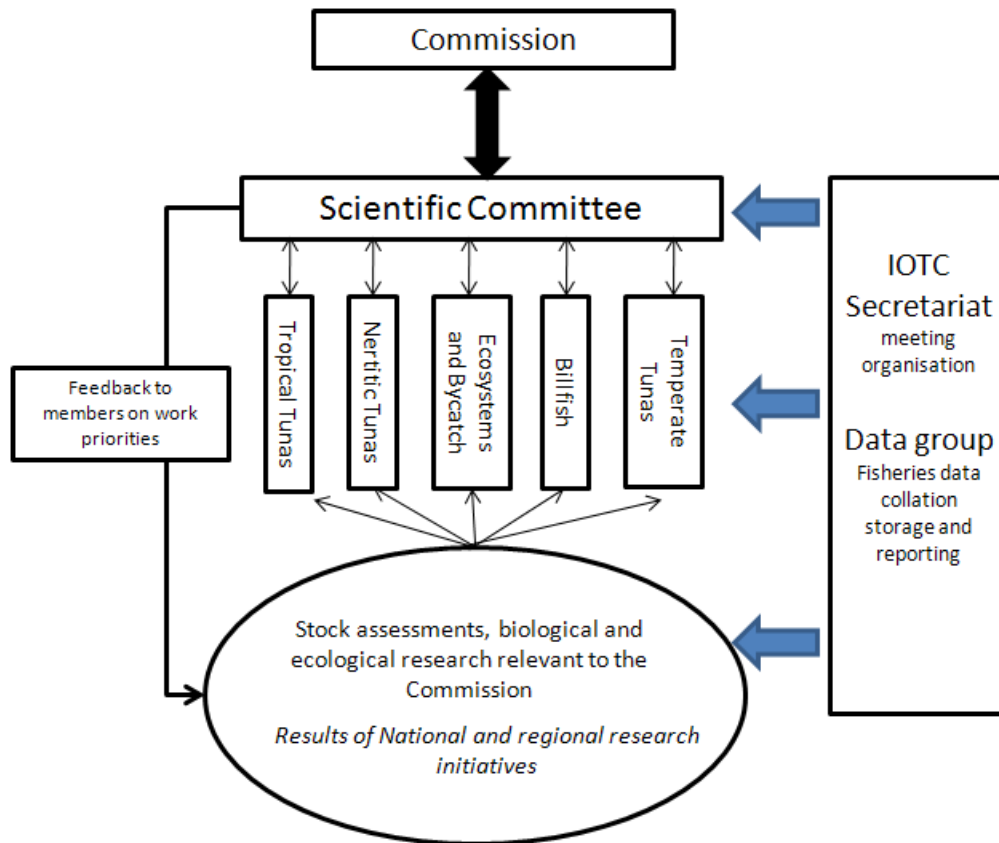 Commission
Scientific Committee
Tropical Tunas
Nertitic Tunas
Ecosystems
and Bycatch
Billfish
Temperate
Tunas
Feedback to
members on work
priorities
IOTC
Secretariat
meeting
organisation
Data group
Fisheries data
collation
storage and
reporting
Stock assessments, biological and
ecological research relevant to the
Commission
Results of National and regional research
initiatives